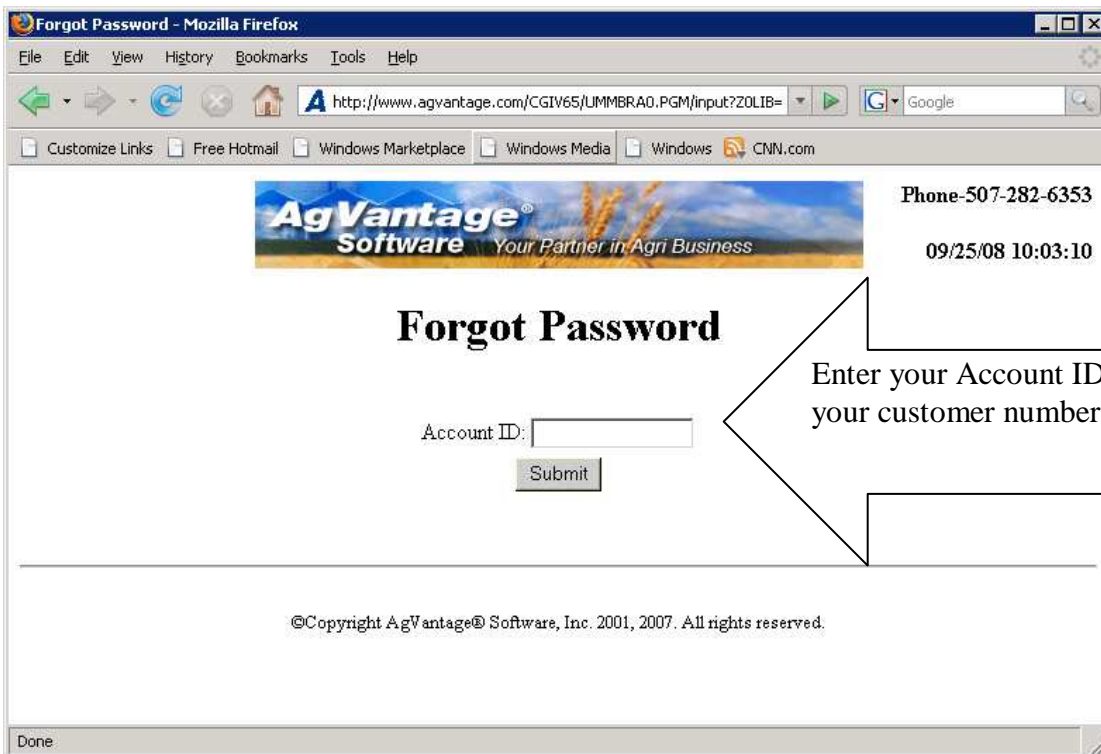 Forgot Password - Mozilla Firefox
File Edit View History Bookmarks Tools Help
http://www.agvantage.com/CGIV65/UMMBRA0.PGM/input?Z0LIB= Google
Customize Links Free Hotmail Windows Marketplace Windows Media Windows CNN.com
AgVantage®
Software Your Partner in Agri Business
Phone-507-282-6353
09/25/08 10:03:10
Forgot Password
Enter your Account ID
your customer number
Account ID:
Submit
©Copyright AgVantage® Software, Inc. 2001, 2007. All rights reserved.
Done